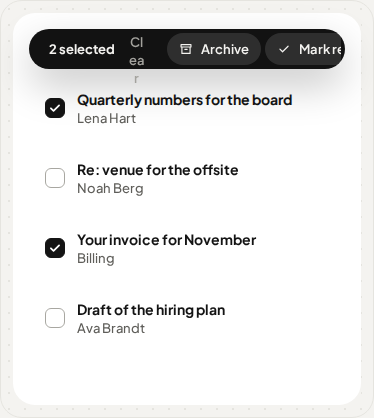 2 selected
Cl
ea
r
Archive
Mark re
Quarterly numbers for the board
Lena Hart
Re: venue for the offsite
Noah Berg
Your invoice for November
Billing
Draft of the hiring plan
Ava Brandt